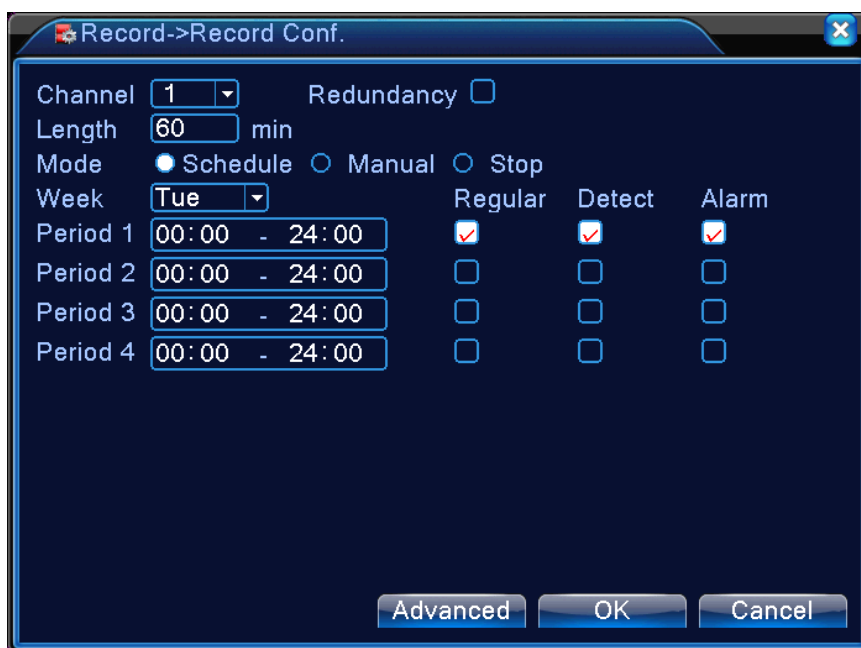 Record->Record Conf.
Channel 1 Redundancy
Length 60 min
Mode Schedule Manual Stop
Week Tue Regular Detect Alarm
Period 1 00:00 - 24:00
Period 2 00:00 - 24:00
Period 3 00:00 - 24:00
Period 4 00:00 - 24:00
Advanced OK Cancel